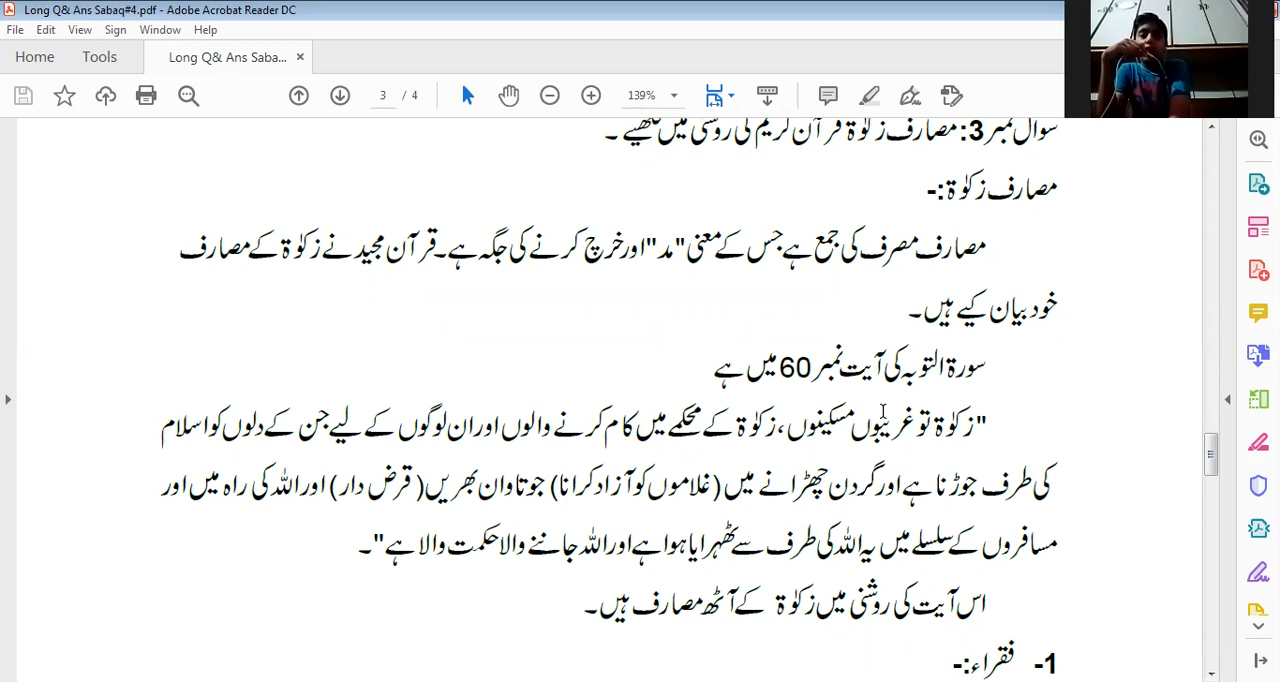 Long Q& Ans Sabaq#4.pdf - Adobe Acrobat Reader DC
File Edit View Sign Window Help
Home Tools Long Q& Ans Saba... ×
3 / 4 139%
سوال نمبر 3: مصارف زکوٰۃ قرآن کریم کی روشنی میں لکھیے ۔
مصارف زکوٰۃ:-
مصارف مصرف کی جمع ہے جس کے معنی "مد" اور خرچ کرنے کی جگہ ہے۔ قرآن مجید نے زکوٰۃ کے مصارف
خود بیان کیے ہیں۔
سورۃ التوبہ کی آیت نمبر 60 میں ہے
"زکوٰۃ تو غریبوں مسکینوں، زکوٰۃ کے محکمے میں کام کرنے والوں اور ان لوگوں کے لیے جن کے دلوں کو اسلام
کی طرف جوڑنا ہے اور گردن چھڑانے میں (غلاموں کو آزاد کرانا) جو تاوان بھریں( قرض دار) اور اللہ کی راہ میں اور
مسافروں کے سلسلے میں یہ اللہ کی طرف سے ٹھہرایا ہوا ہے اور اللہ جاننے والا حکمت والا ہے"۔
اس آیت کی روشنی میں زکوٰۃ کے آٹھ مصارف ہیں۔
1- فقراء:-